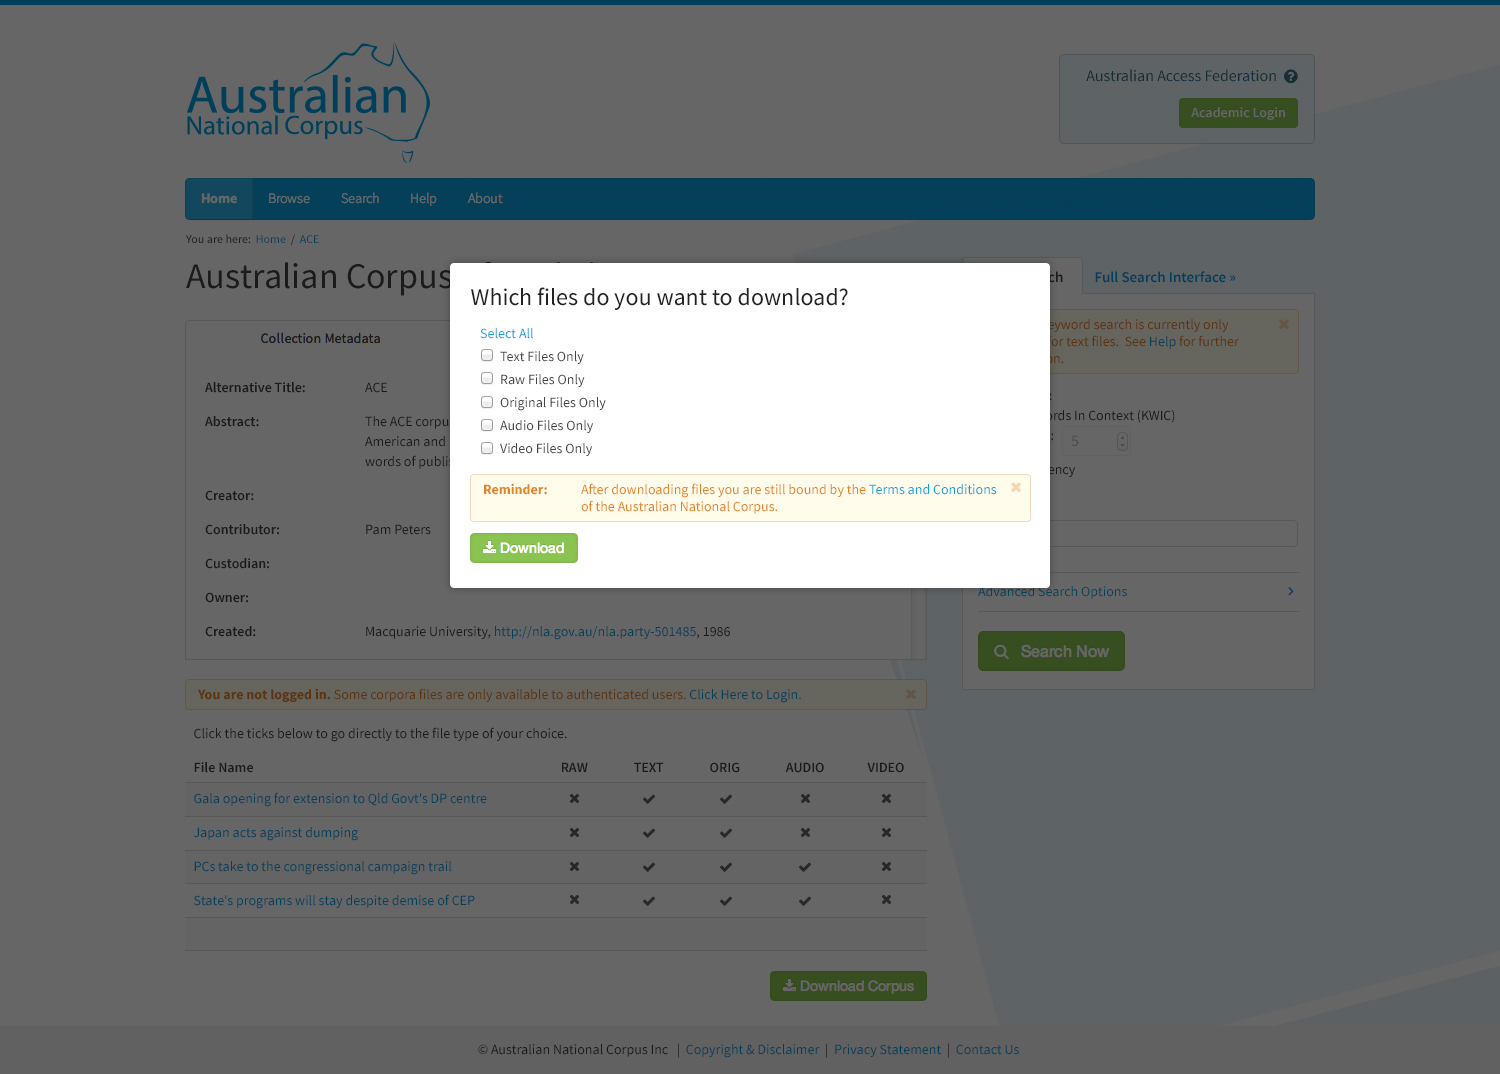 Australian
National Corpus
Australian Access Federation
Academic Login
Home Browse Search Help About
You are here: Home / ACE
Australian Corpus
Full Search Interface »
Which files do you want to download?
Select All
Text Files Only
Raw Files Only
Original Files Only
Audio Files Only
Video Files Only
Reminder: After downloading files you are still bound by the Terms and Conditions
of the Australian National Corpus.
Download
Collection Metadata
Alternative Title: ACE
Abstract: The ACE corpu
American and
words of publi
Creator:
Contributor: Pam Peters
Custodian:
Owner:
Created: Macquarie University, http://nla.gov.au/nla.party-501485, 1986
ch
eyword search is currently only
or text files. See Help for further
on.
rds In Context (KWIC)
5
ency
Advanced Search Options
Search Now
You are not logged in. Some corpora files are only available to authenticated users. Click Here to Login.
Click the ticks below to go directly to the file type of your choice.
File Name RAW TEXT ORIG AUDIO VIDEO
Gala opening for extension to Qld Govt's DP centre
Japan acts against dumping
PCs take to the congressional campaign trail
State's programs will stay despite demise of CEP
Download Corpus
© Australian National Corpus Inc | Copyright & Disclaimer | Privacy Statement | Contact Us